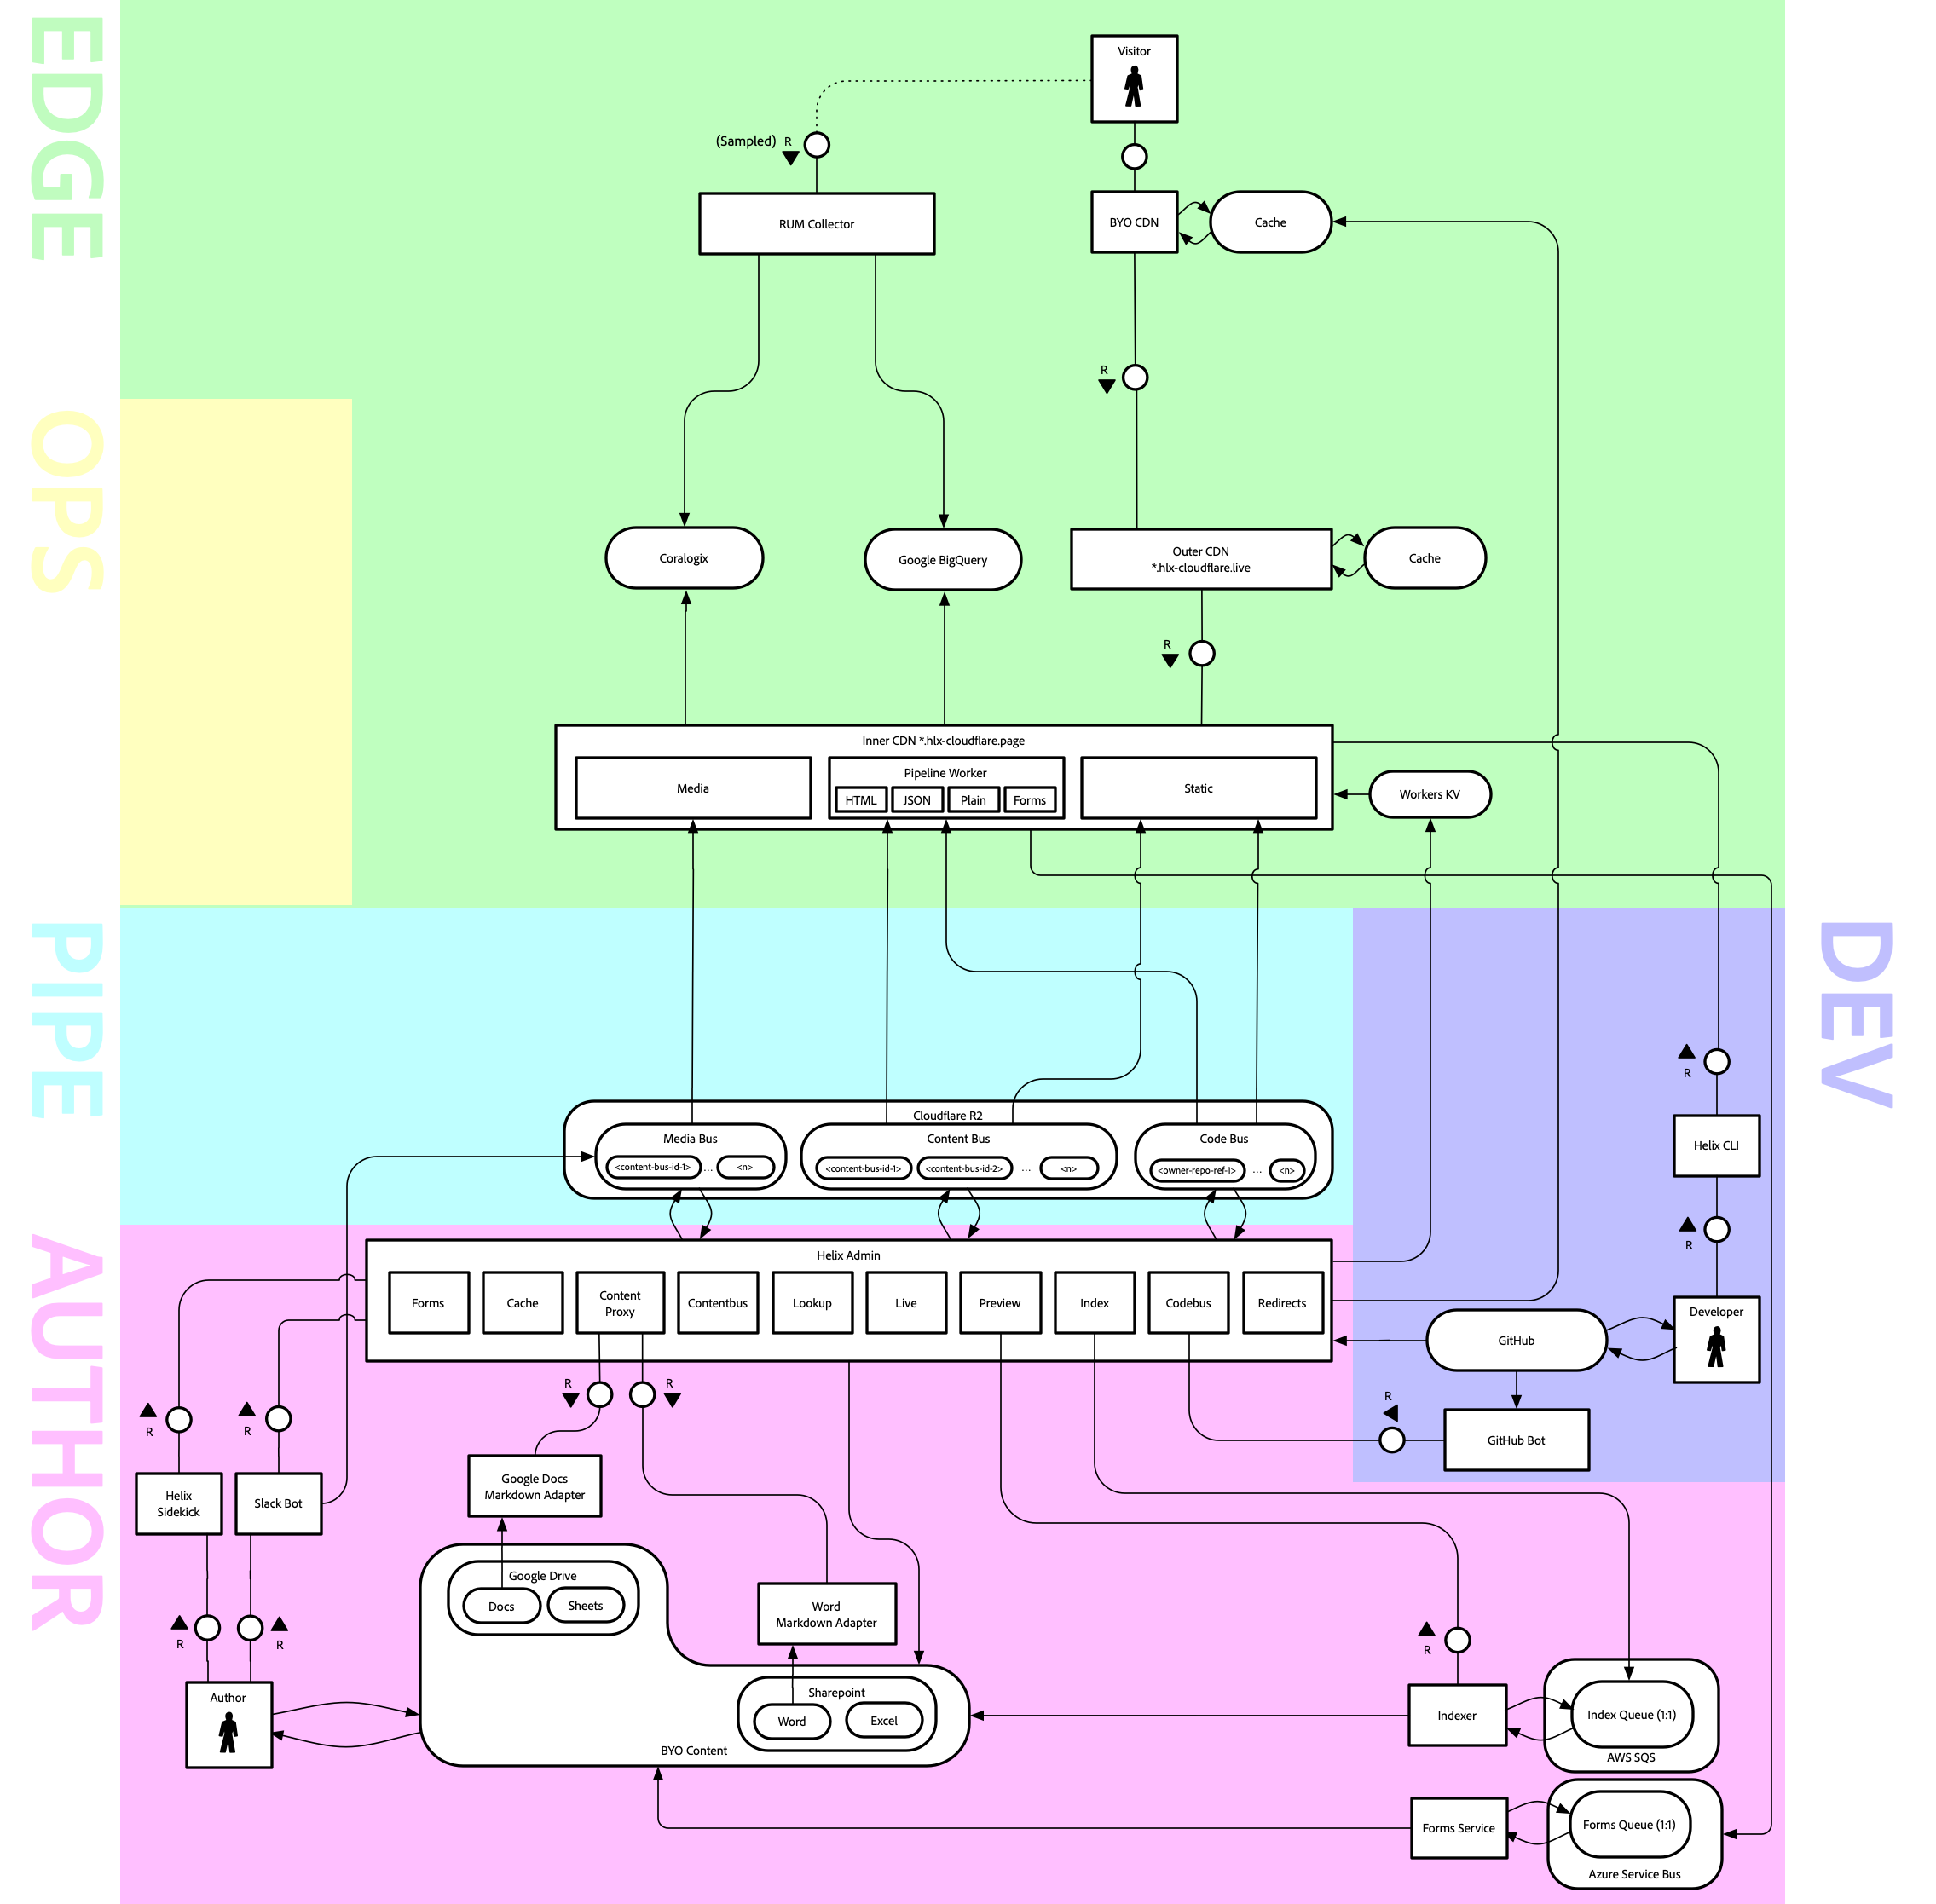 EDGE
OPS
PIPE
AUTHOR
DEV
Visitor
(Sampled)
R
RUM Collector
BYO CDN
Cache
R
Coralogix
Google BigQuery
Outer CDN
*.hlx-cloudflare.live
Cache
R
Inner CDN *.hlx-cloudflare.page
Media
Pipeline Worker
HTML
JSON
Plain
Forms
Static
Workers KV
Cloudflare R2
Media Bus
<content-bus-id-1>
...
<n>
Content Bus
<content-bus-id-1>
<content-bus-id-2>
...
<n>
Code Bus
<owner-repo-ref-1>
...
<n>
R
Helix CLI
R
Developer
Helix Admin
Forms
Cache
Content
Proxy
Contentbus
Lookup
Live
Preview
Index
Codebus
Redirects
GitHub
R
GitHub Bot
R
R
R
R
Helix
Sidekick
Slack Bot
Google Docs
Markdown Adapter
Google Drive
Docs
Sheets
Word
Markdown Adapter
R
R
R
Author
Sharepoint
Word
Excel
BYO Content
Indexer
Index Queue (1:1)
AWS SQS
Forms Service
Forms Queue (1:1)
Azure Service Bus